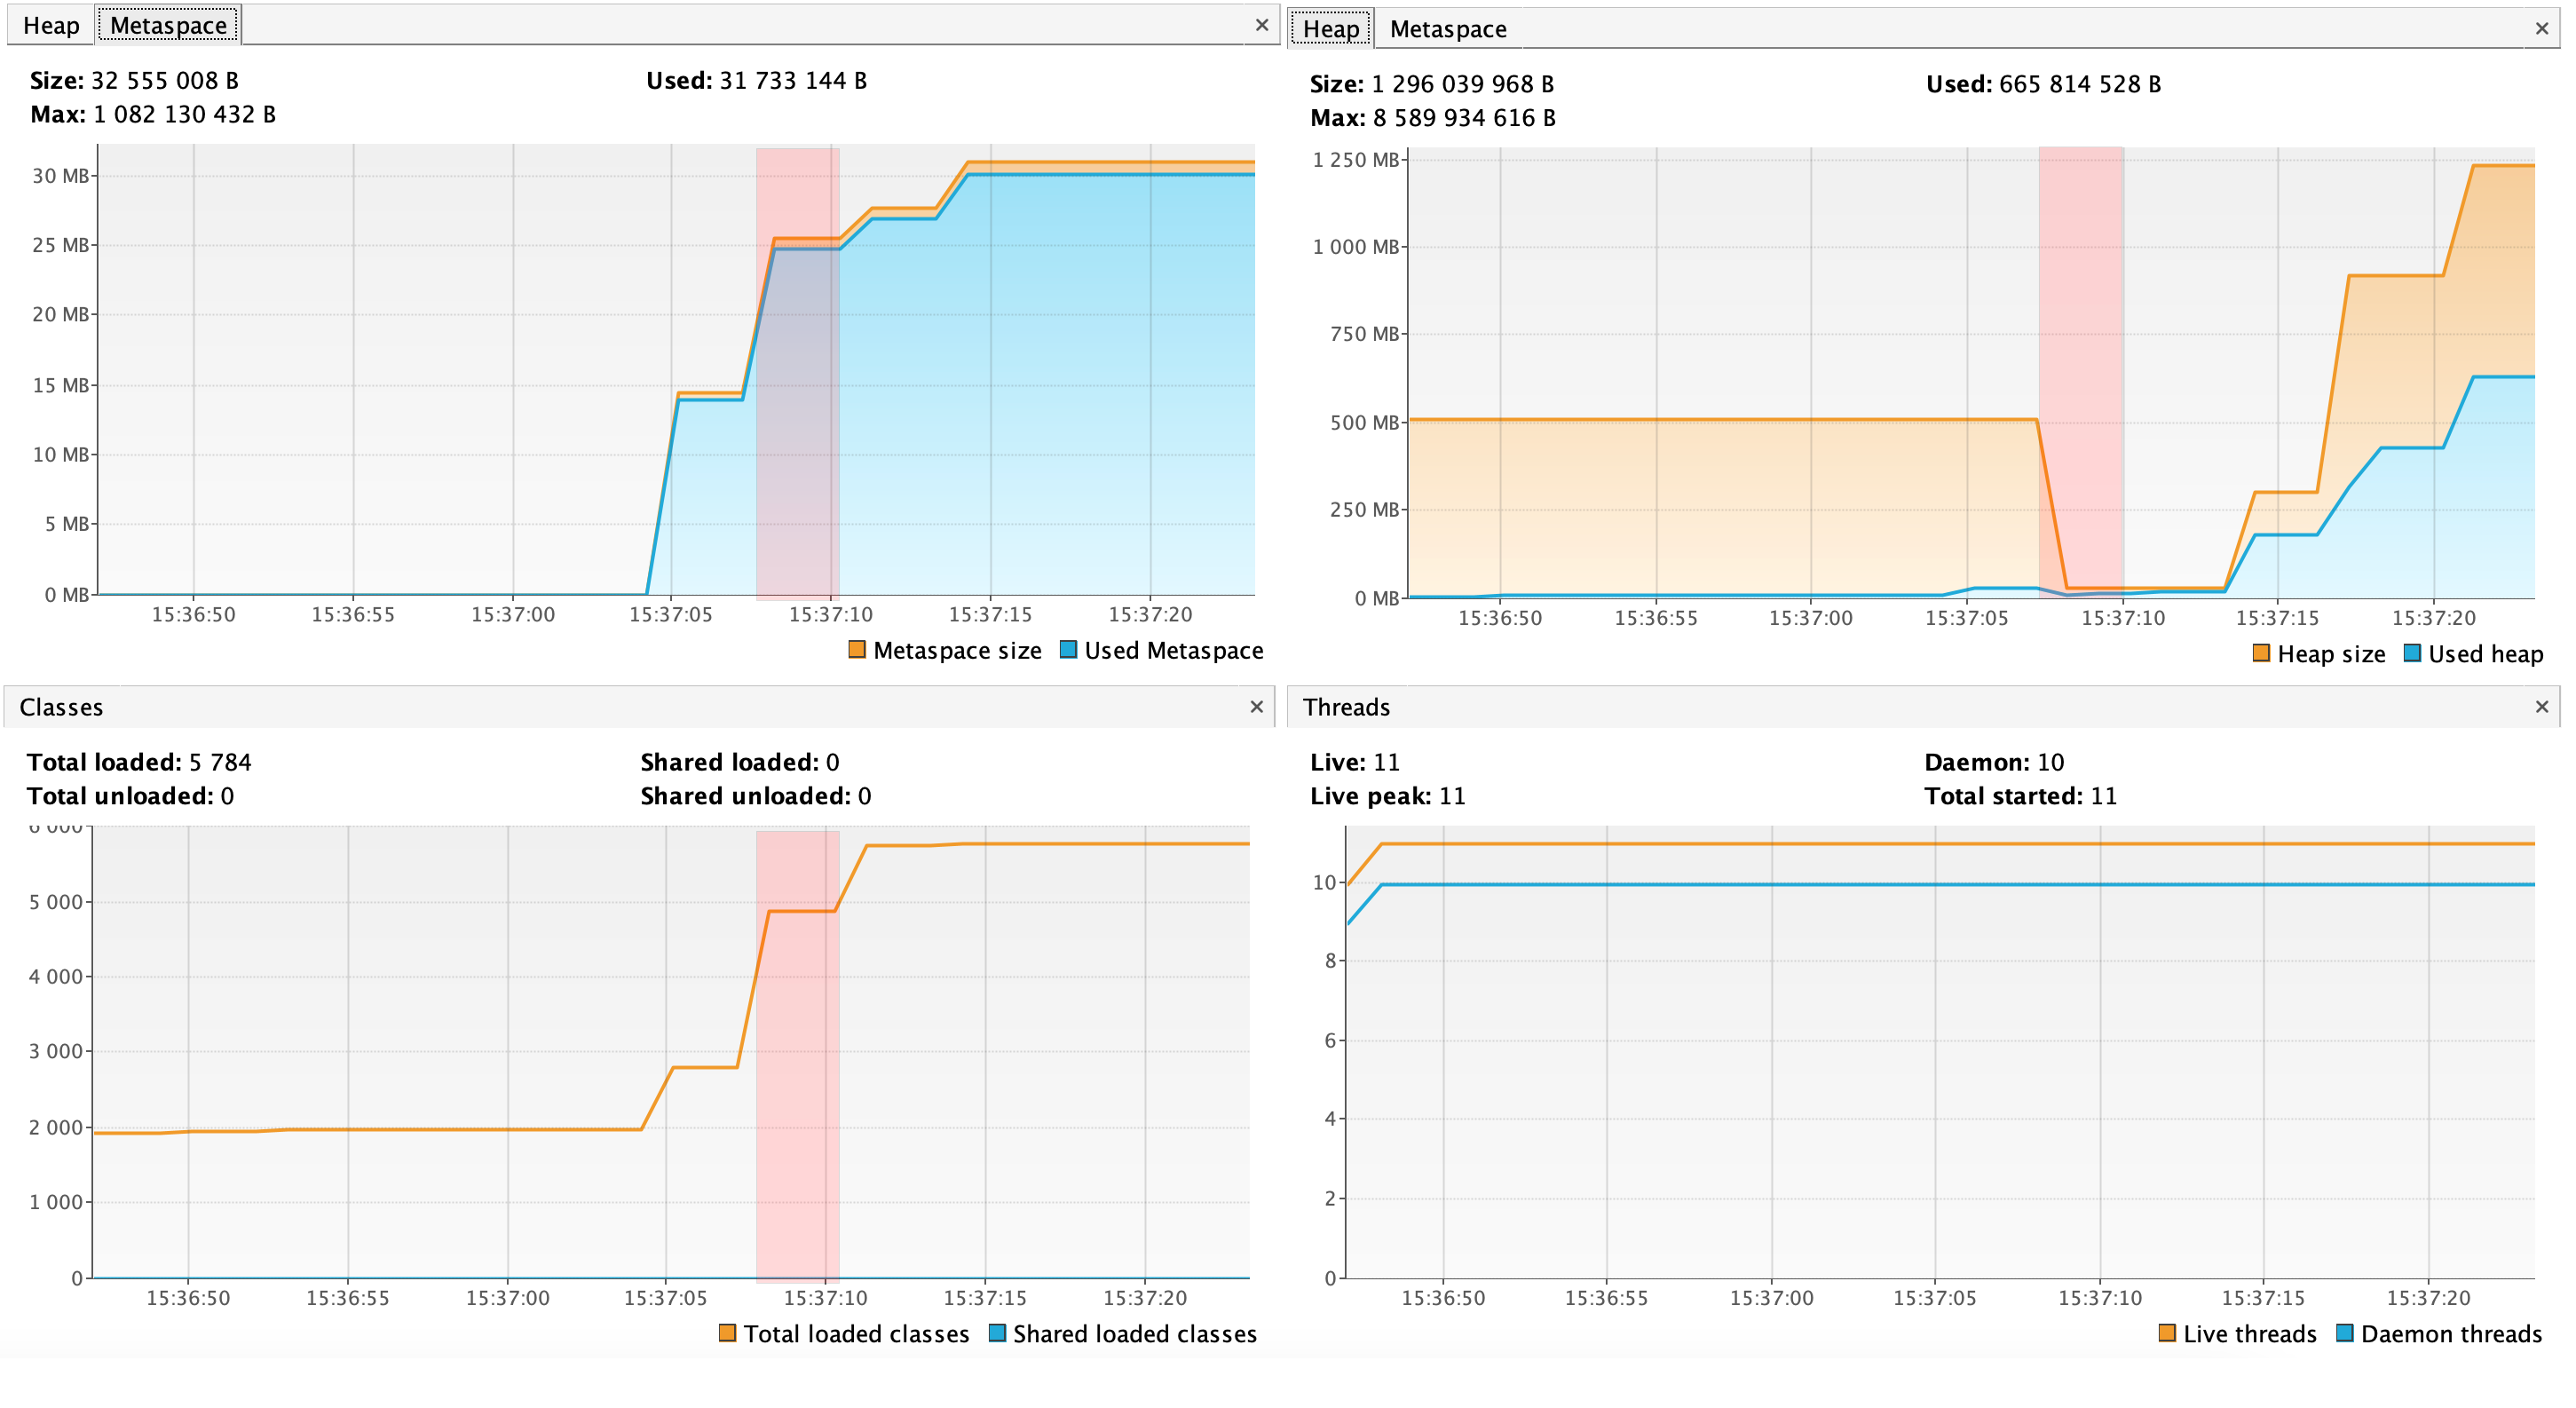 Heap Metaspace ×
Size: 32 555 008 B Used: 31 733 144 B
Max: 1 082 130 432 B
30 MB
25 MB
20 MB
15 MB
10 MB
5 MB
0 MB
15:36:50 15:36:55 15:37:00 15:37:05 15:37:10 15:37:15 15:37:20
Metaspace size Used Metaspace
Heap Metaspace ×
Size: 1 296 039 968 B Used: 665 814 528 B
Max: 8 589 934 616 B
1 250 MB
1 000 MB
750 MB
500 MB
250 MB
0 MB
15:36:50 15:36:55 15:37:00 15:37:05 15:37:10 15:37:15 15:37:20
Heap size Used heap
Classes ×
Total loaded: 5 784 Shared loaded: 0
Total unloaded: 0 Shared unloaded: 0
6 000
5 000
4 000
3 000
2 000
1 000
0
15:36:50 15:36:55 15:37:00 15:37:05 15:37:10 15:37:15 15:37:20
Total loaded classes Shared loaded classes
Threads ×
Live: 11 Daemon: 10
Live peak: 11 Total started: 11
10
8
6
4
2
0
15:36:50 15:36:55 15:37:00 15:37:05 15:37:10 15:37:15 15:37:20
Live threads Daemon threads